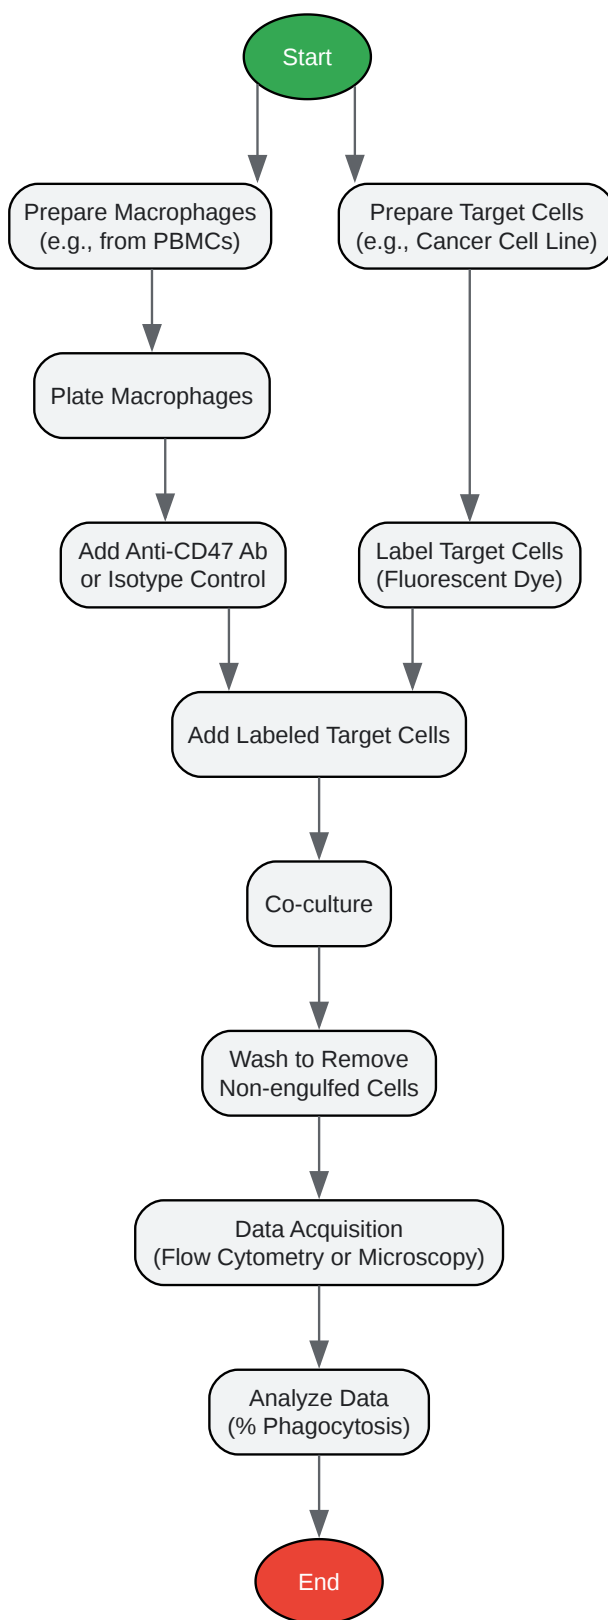 Start
Prepare Macrophages
(e.g., from PBMCs)
Prepare Target Cells
(e.g., Cancer Cell Line)
Plate Macrophages
Add Anti-CD47 Ab
or Isotype Control
Label Target Cells
(Fluorescent Dye)
Add Labeled Target Cells
Co-culture
Wash to Remove
Non-engulfed Cells
Data Acquisition
(Flow Cytometry or Microscopy)
Analyze Data
(% Phagocytosis)
End